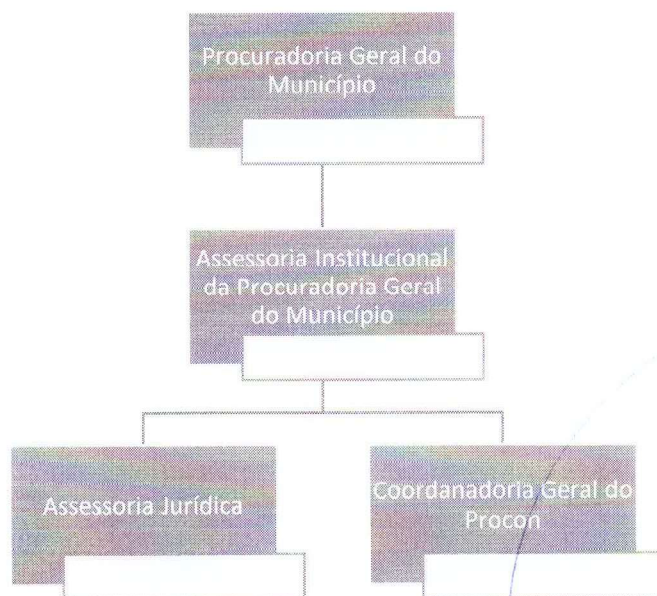 Procuradoria Geral do
Município
Assessoria Institucional
da Procuradoria Geral
do Município
Assessoria Jurídica
Coordanadoria Geral do
Procon